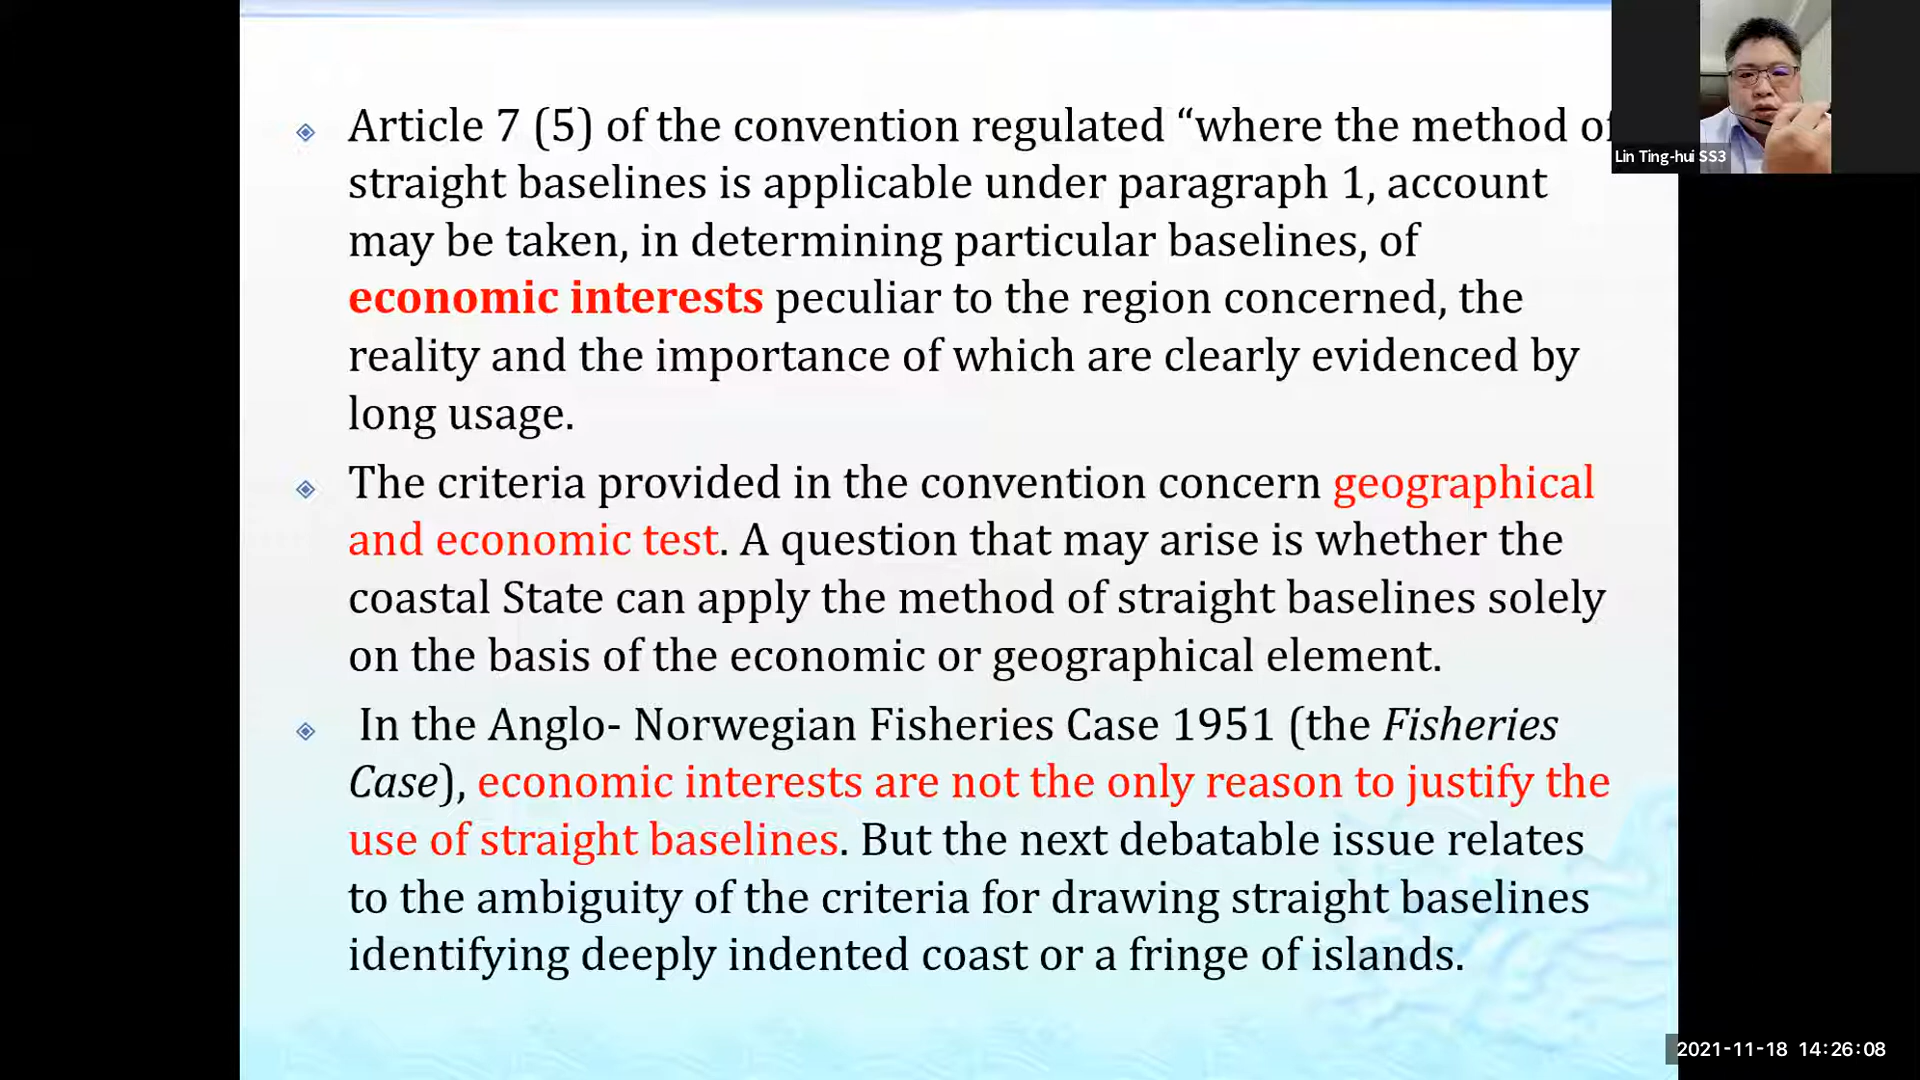 Article 7 (5) of the convention regulated “where the method of
straight baselines is applicable under paragraph 1, account
may be taken, in determining particular baselines, of
economic interests peculiar to the region concerned, the
reality and the importance of which are clearly evidenced by
long usage.
The criteria provided in the convention concern geographical
and economic test. A question that may arise is whether the
coastal State can apply the method of straight baselines solely
on the basis of the economic or geographical element.
In the Anglo- Norwegian Fisheries Case 1951 (the Fisheries
Case), economic interests are not the only reason to justify the
use of straight baselines. But the next debatable issue relates
to the ambiguity of the criteria for drawing straight baselines
identifying deeply indented coast or a fringe of islands.
Lin Ting-hui SS3
2021-11-18 14:26:08